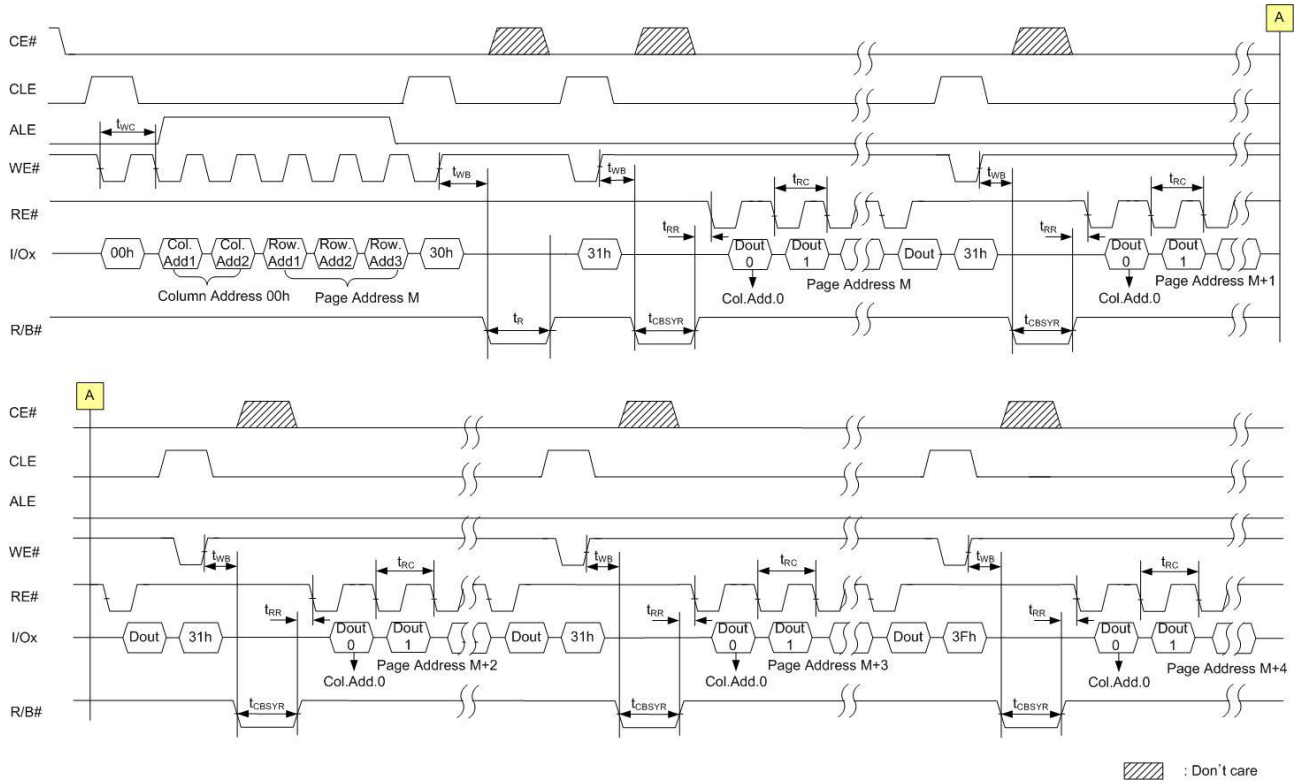 A
CE#
CLE
ALE
tWC
WE#
tWB
tWB
tWB
RE#
tRC
tRC
tRR
tRR
I/Ox
00h
Col. Add1
Col. Add2
Row. Add1
Row. Add2
Row. Add3
30h
31h
Dout 0
Dout 1
Dout
31h
Dout 0
Dout 1
Column Address 00h
Page Address M
Col.Add.0
Page Address M
Col.Add.0
Page Address M+1
R/B#
tR
tCBSYR
tCBSYR
A
CE#
CLE
ALE
WE#
tWB
tWB
tWB
RE#
tRC
tRC
tRC
tRR
tRR
tRR
I/Ox
Dout
31h
Dout 0
Dout 1
Dout
31h
Dout 0
Dout 1
Dout
3Fh
Dout 0
Dout 1
Col.Add.0
Page Address M+2
Col.Add.0
Page Address M+3
Col.Add.0
Page Address M+4
R/B#
tCBSYR
tCBSYR
tCBSYR
: Don't care